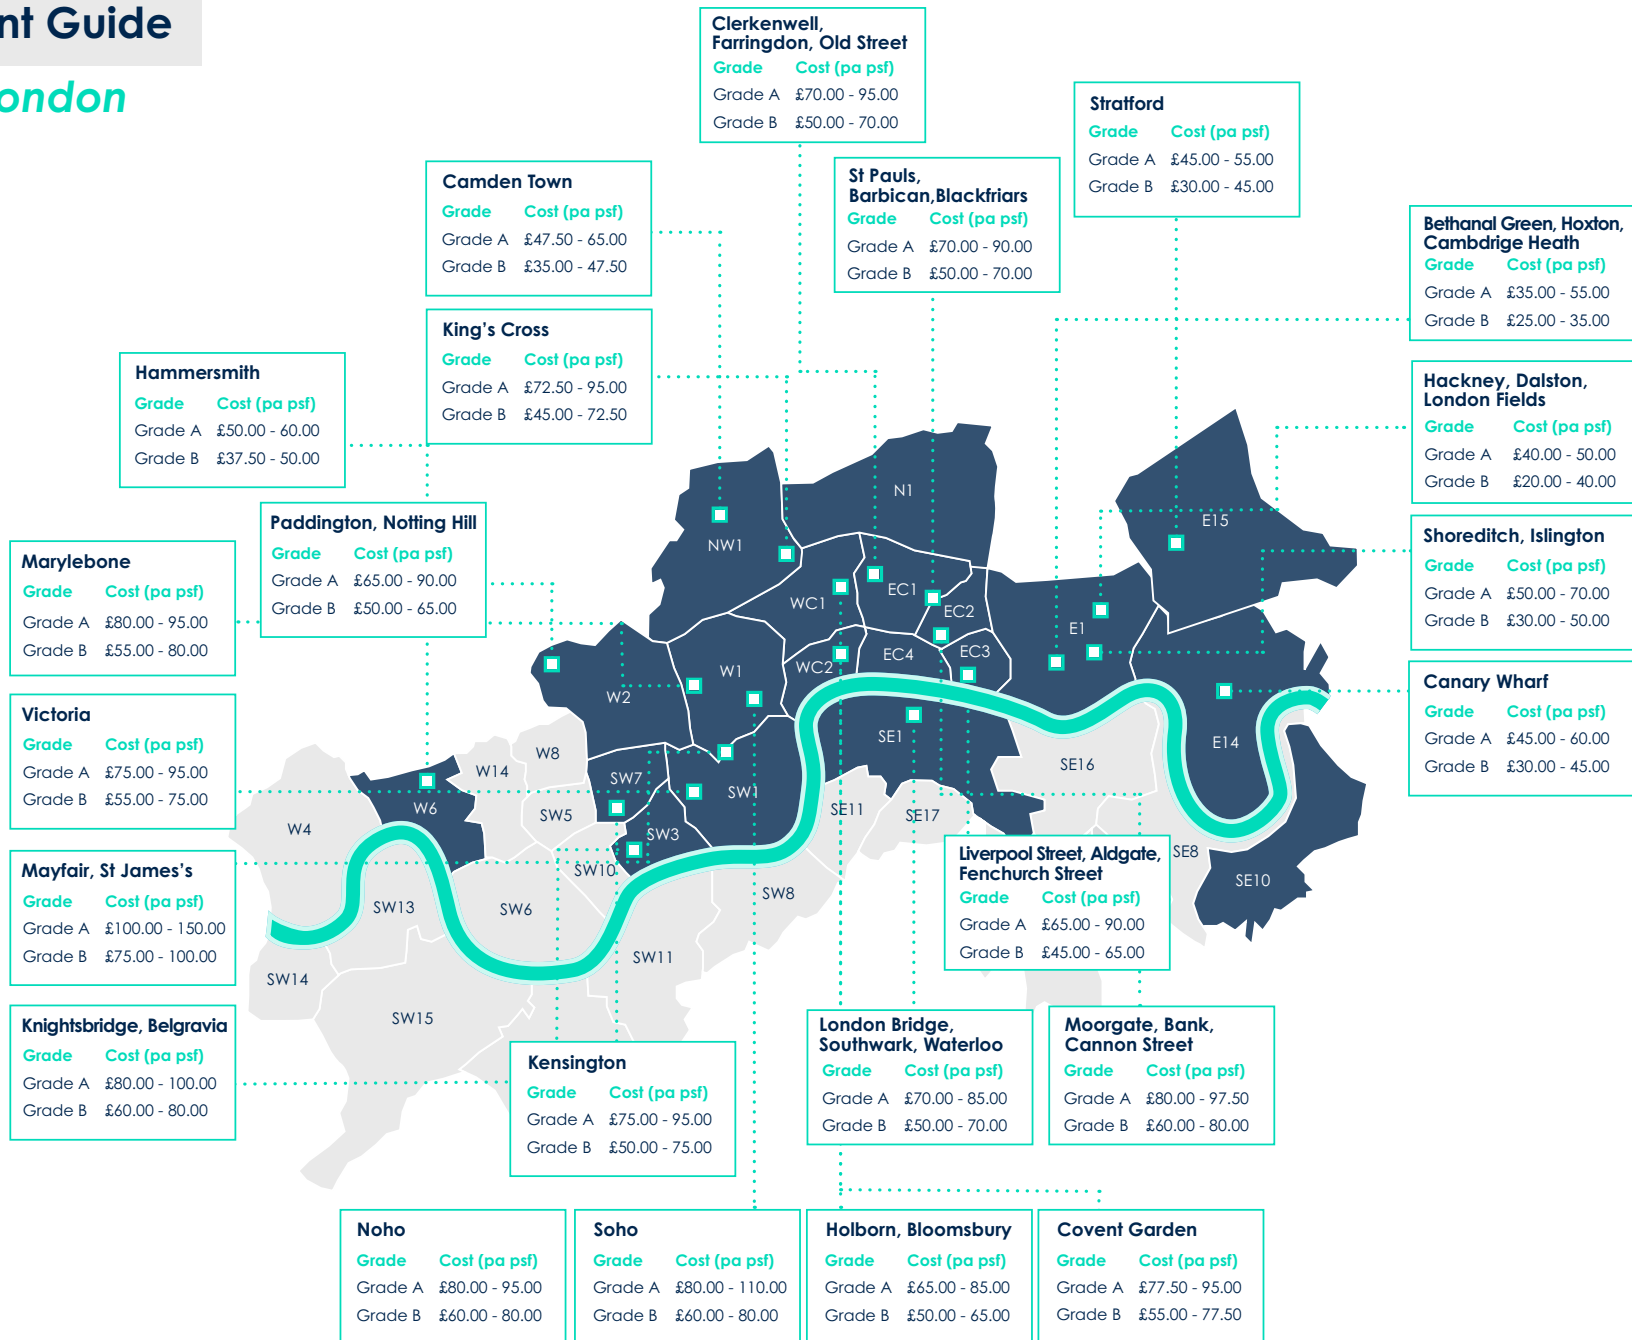 nt Guide
ondon
Clerkenwell,
Farringdon, Old Street
Grade Cost (pa psf)
Grade A £70.00 - 95.00
Grade B £50.00 - 70.00
Stratford
Grade Cost (pa psf)
Grade A £45.00 - 55.00
Grade B £30.00 - 45.00
Camden Town
Grade Cost (pa psf)
Grade A £47.50 - 65.00
Grade B £35.00 - 47.50
St Pauls,
Barbican,Blackfriars
Grade Cost (pa psf)
Grade A £70.00 - 90.00
Grade B £50.00 - 70.00
Bethanal Green, Hoxton,
Cambdrige Heath
Grade Cost (pa psf)
Grade A £35.00 - 55.00
Grade B £25.00 - 35.00
King’s Cross
Grade Cost (pa psf)
Grade A £72.50 - 95.00
Grade B £45.00 - 72.50
Hammersmith
Grade Cost (pa psf)
Grade A £50.00 - 60.00
Grade B £37.50 - 50.00
Hackney, Dalston,
London Fields
Grade Cost (pa psf)
Grade A £40.00 - 50.00
Grade B £20.00 - 40.00
Paddington, Notting Hill
Grade Cost (pa psf)
Grade A £65.00 - 90.00
Grade B £50.00 - 65.00
Shoreditch, Islington
Grade Cost (pa psf)
Grade A £50.00 - 70.00
Grade B £30.00 - 50.00
Marylebone
Grade Cost (pa psf)
Grade A £80.00 - 95.00
Grade B £55.00 - 80.00
Canary Wharf
Grade Cost (pa psf)
Grade A £45.00 - 60.00
Grade B £30.00 - 45.00
Victoria
Grade Cost (pa psf)
Grade A £75.00 - 95.00
Grade B £55.00 - 75.00
Mayfair, St James’s
Grade Cost (pa psf)
Grade A £100.00 - 150.00
Grade B £75.00 - 100.00
Knightsbridge, Belgravia
Grade Cost (pa psf)
Grade A £80.00 - 100.00
Grade B £60.00 - 80.00
N1
E15
NW1
EC1
WC1
EC2
E1
EC3
EC4
WC2
W1
W2
SE1
E14
W8
SE16
W14
SW7
SW1
W6
SW5
SE11
SE17
W4
SW3
SE8
SW10
SE10
SW8
SW13
SW6
SW11
SW14
SW15
Liverpool Street, Aldgate,
Fenchurch Street
Grade Cost (pa psf)
Grade A £65.00 - 90.00
Grade B £45.00 - 65.00
Kensington
Grade Cost (pa psf)
Grade A £75.00 - 95.00
Grade B £50.00 - 75.00
London Bridge,
Southwark, Waterloo
Grade Cost (pa psf)
Grade A £70.00 - 85.00
Grade B £50.00 - 70.00
Moorgate, Bank,
Cannon Street
Grade Cost (pa psf)
Grade A £80.00 - 97.50
Grade B £60.00 - 80.00
Noho
Grade Cost (pa psf)
Grade A £80.00 - 95.00
Grade B £60.00 - 80.00
Soho
Grade Cost (pa psf)
Grade A £80.00 - 110.00
Grade B £60.00 - 80.00
Holborn, Bloomsbury
Grade Cost (pa psf)
Grade A £65.00 - 85.00
Grade B £50.00 - 65.00
Covent Garden
Grade Cost (pa psf)
Grade A £77.50 - 95.00
Grade B £55.00 - 77.50